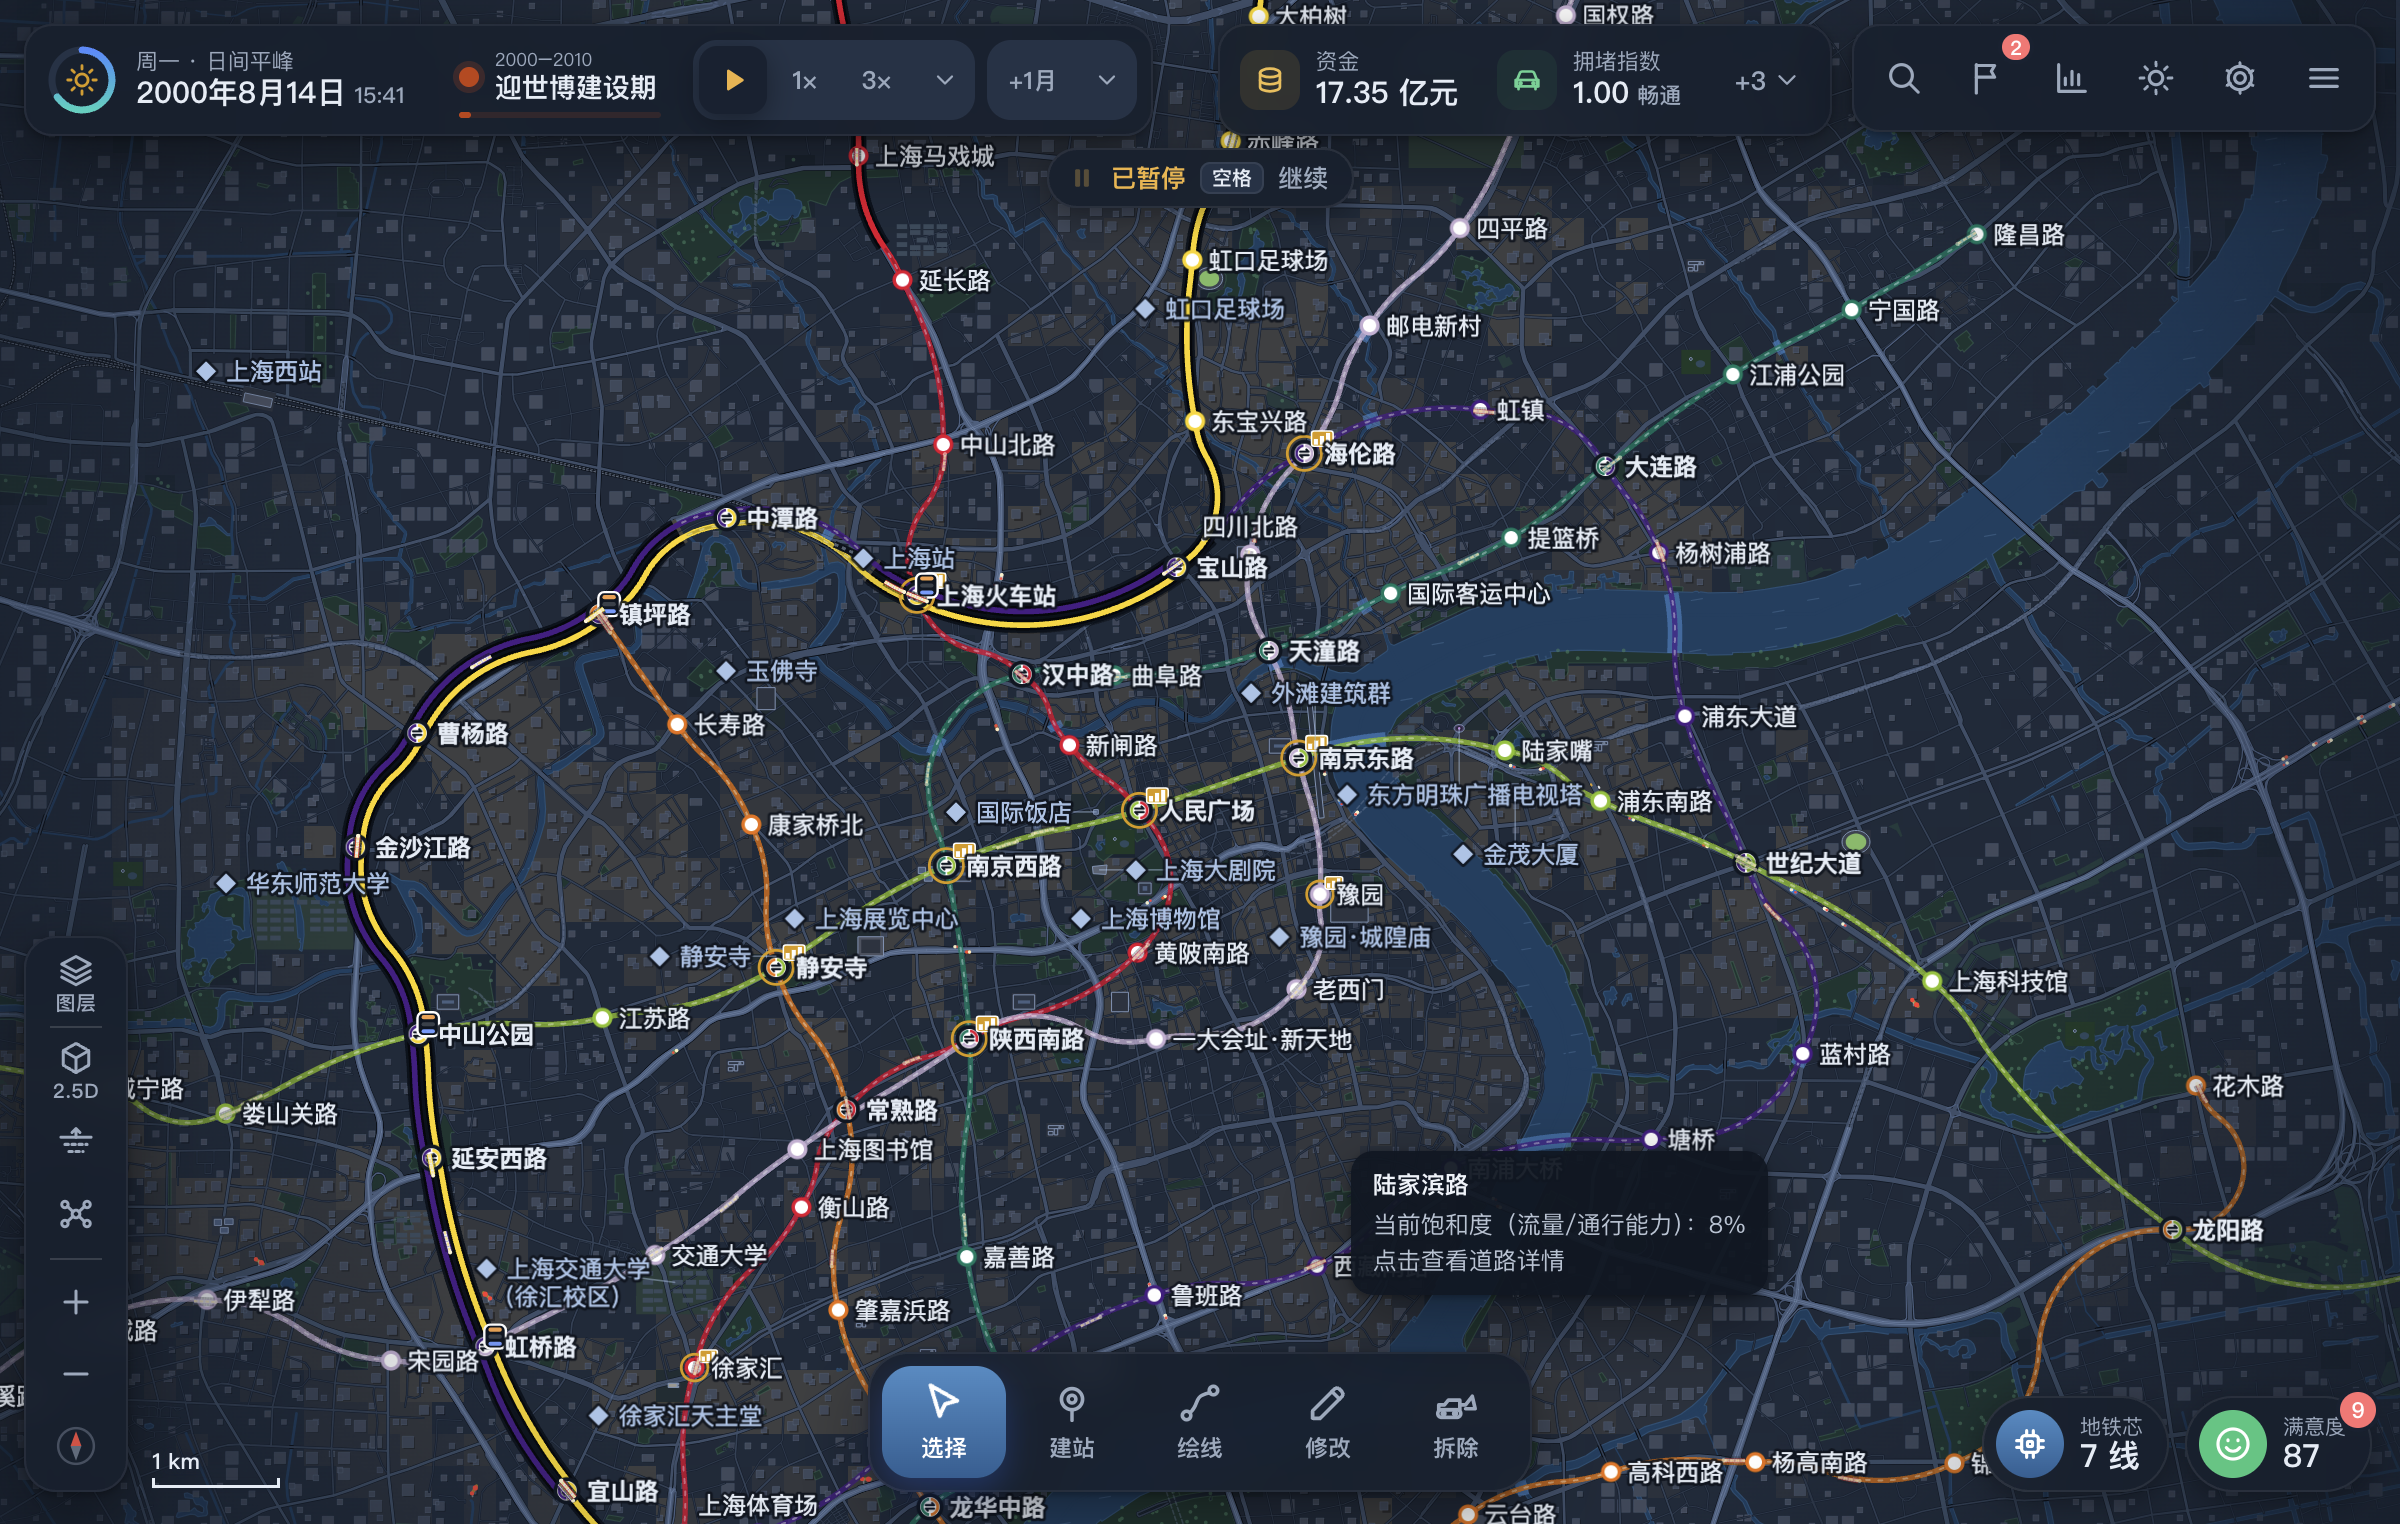 大柏树
国权路
周一 · 日间平峰
2000年8月14日 15:41
2000—2010
迎世博建设期
1×
3×
+1月
资金
17.35 亿元
拥堵指数
1.00 畅通
+3
2
赤峰路
上海马戏城
已暂停 空格 继续
四平路
隆昌路
虹口足球场
延长路
虹口足球场
宁国路
邮电新村
上海西站
江浦公园
虹镇
东宝兴路
中山北路
海伦路
大连路
中潭路
四川北路
提篮桥
杨树浦路
上海站
宝山路
上海火车站
国际客运中心
镇坪路
天潼路
玉佛寺
汉中路
曲阜路
外滩建筑群
浦东大道
长寿路
曹杨路
新闸路
南京东路
陆家嘴
东方明珠广播电视塔
浦东南路
国际饭店
人民广场
康家桥北
金沙江路
金茂大厦
世纪大道
南京西路
上海大剧院
华东师范大学
豫园
上海展览中心
上海博物馆
豫园·城隍庙
静安寺
静安寺
黄陂南路
上海科技馆
老西门
图层
江苏路
中山公园
陕西南路
一大会址·新天地
蓝村路
2.5D
花木路
娄山关路
常熟路
塘桥
上海图书馆
延安西路
南浦大桥
陆家滨路
当前饱和度（流量/通行能力）：8%
点击查看道路详情
衡山路
龙阳路
交通大学
嘉善路
上海交通大学
(徐汇校区)
鲁班路
伊犁路
肇嘉浜路
虹桥路
宋园路
徐家汇
徐家汇天主堂
选择
建站
绘线
修改
拆除
1 km
地铁芯
7 线
满意度
87
9
高科西路
杨高南路
宜山路
上海体育场
龙华中路
云台路